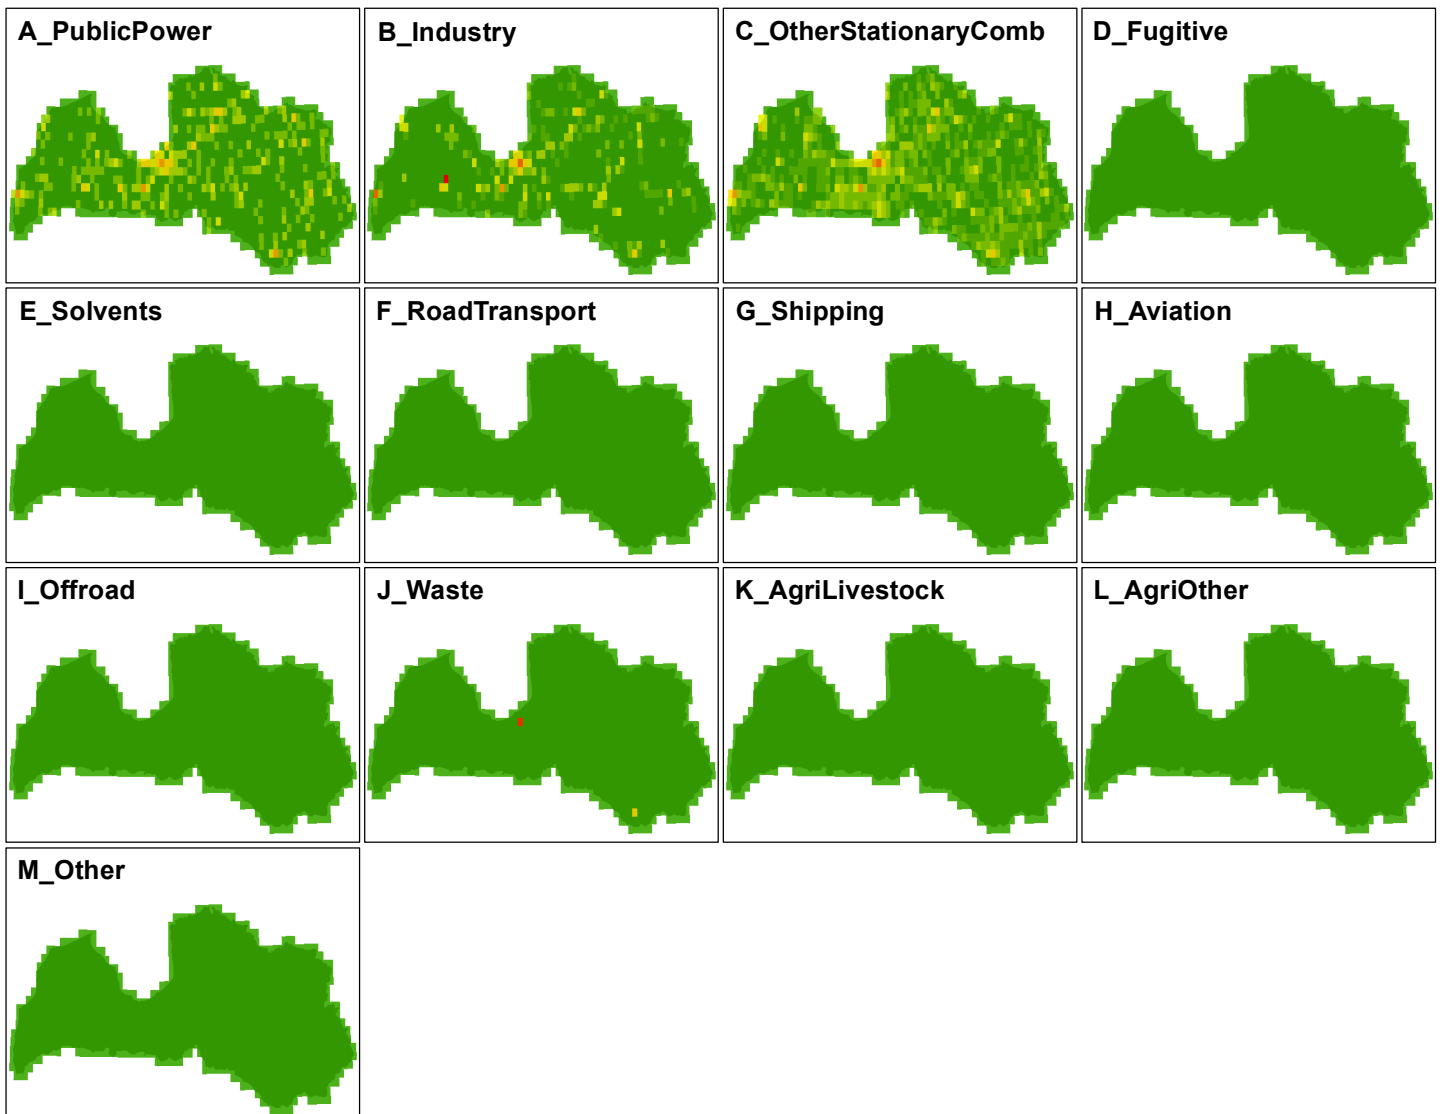 A_PublicPower
B_Industry
C_OtherStationaryComb
D_Fugitive
E_Solvents
F_RoadTransport
G_Shipping
H_Aviation
I_Offroad
J_Waste
K_AgriLivestock
L_AgriOther
M_Other